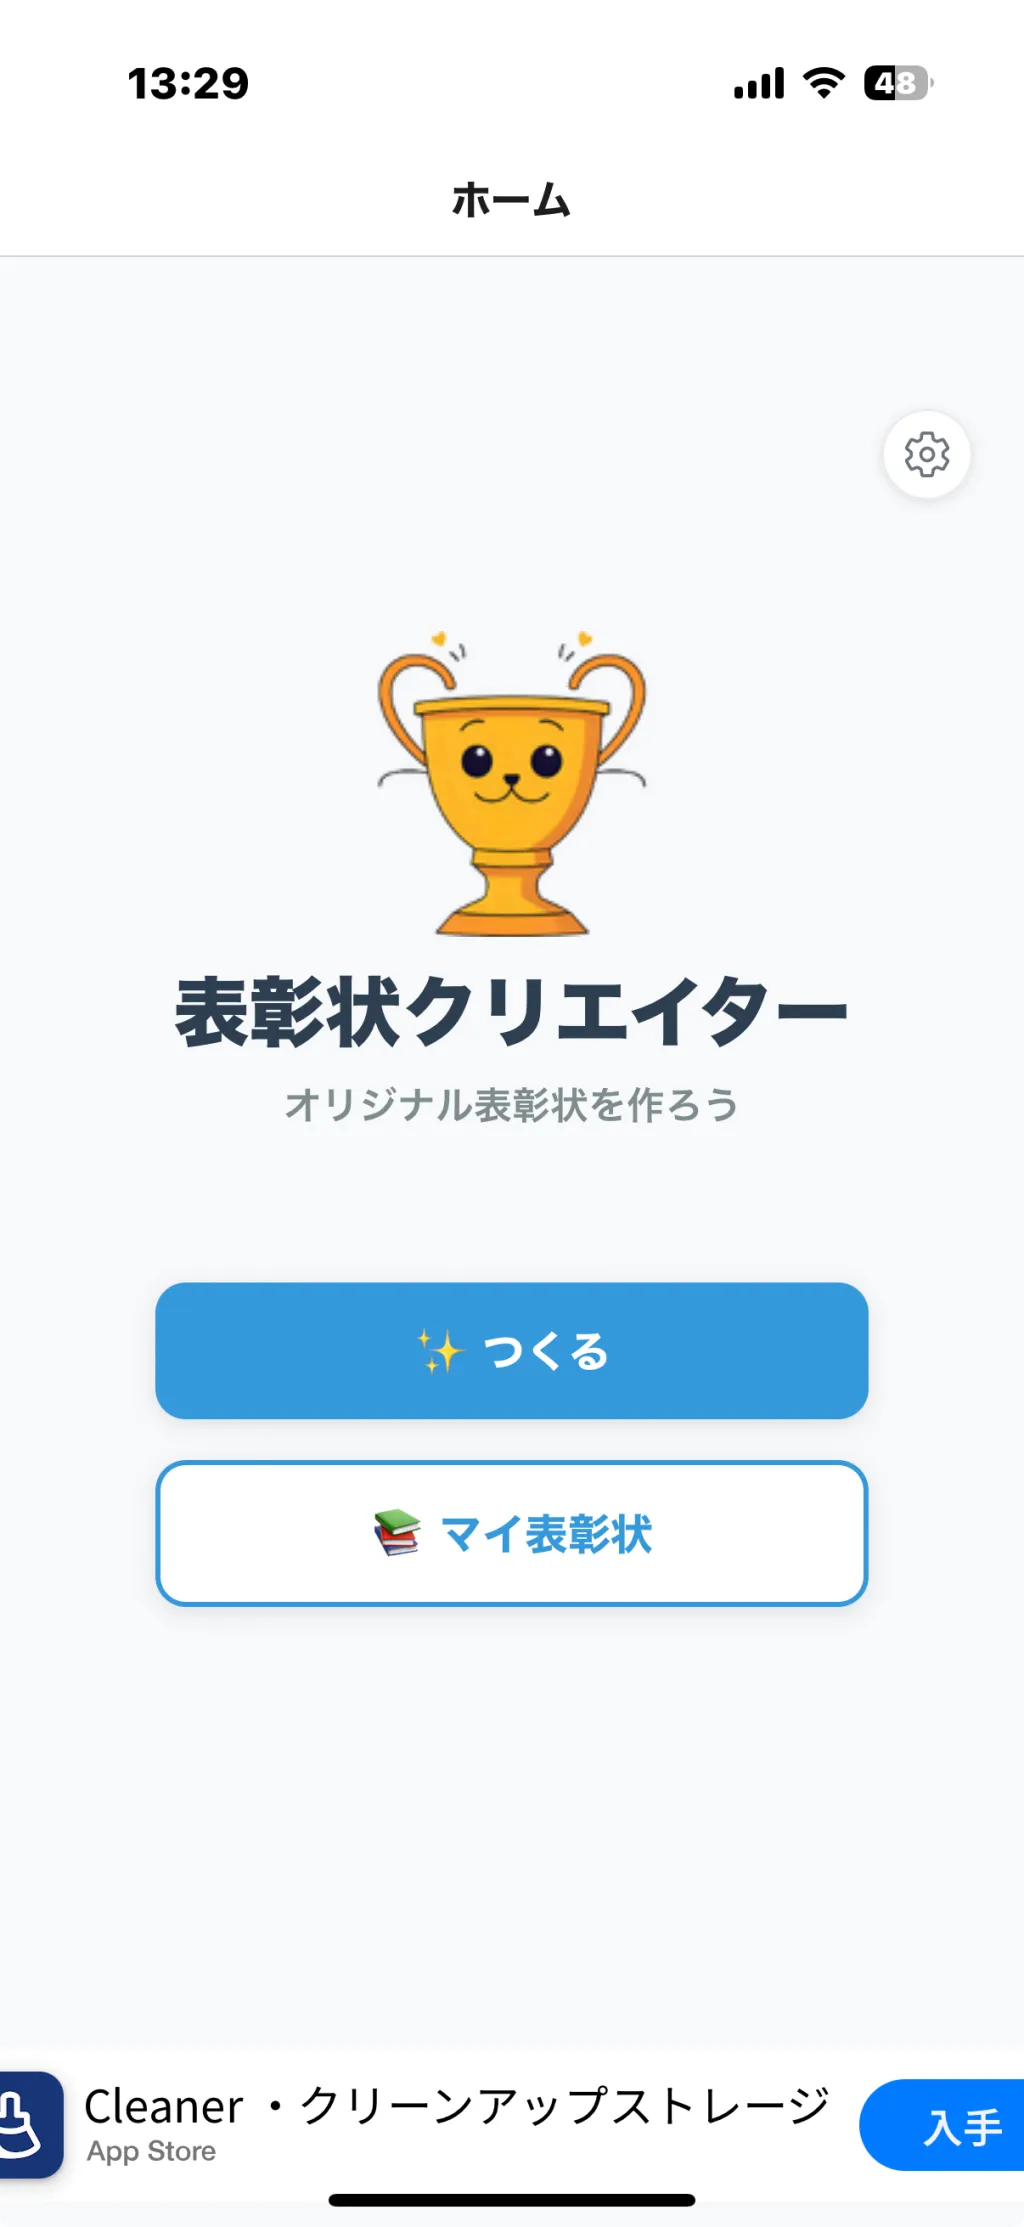 13:29
48
ホーム
表彰状クリエイター
オリジナル表彰状を作ろう
✨ つくる
📚 マイ表彰状
Cleaner ・クリーンアップストレージ
App Store
入手